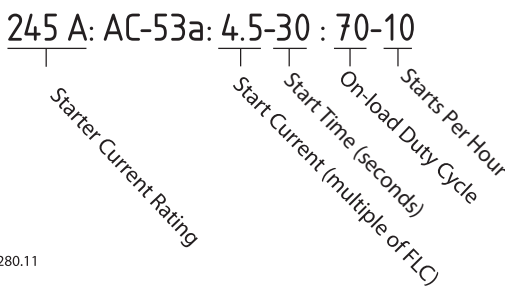 245 A: AC-53a: 4.5-30 : 70-10
Starter Current Rating
Start Current (multiple of FLC)
Start Time (seconds)
On-load Duty Cycle
Starts Per Hour
280.11